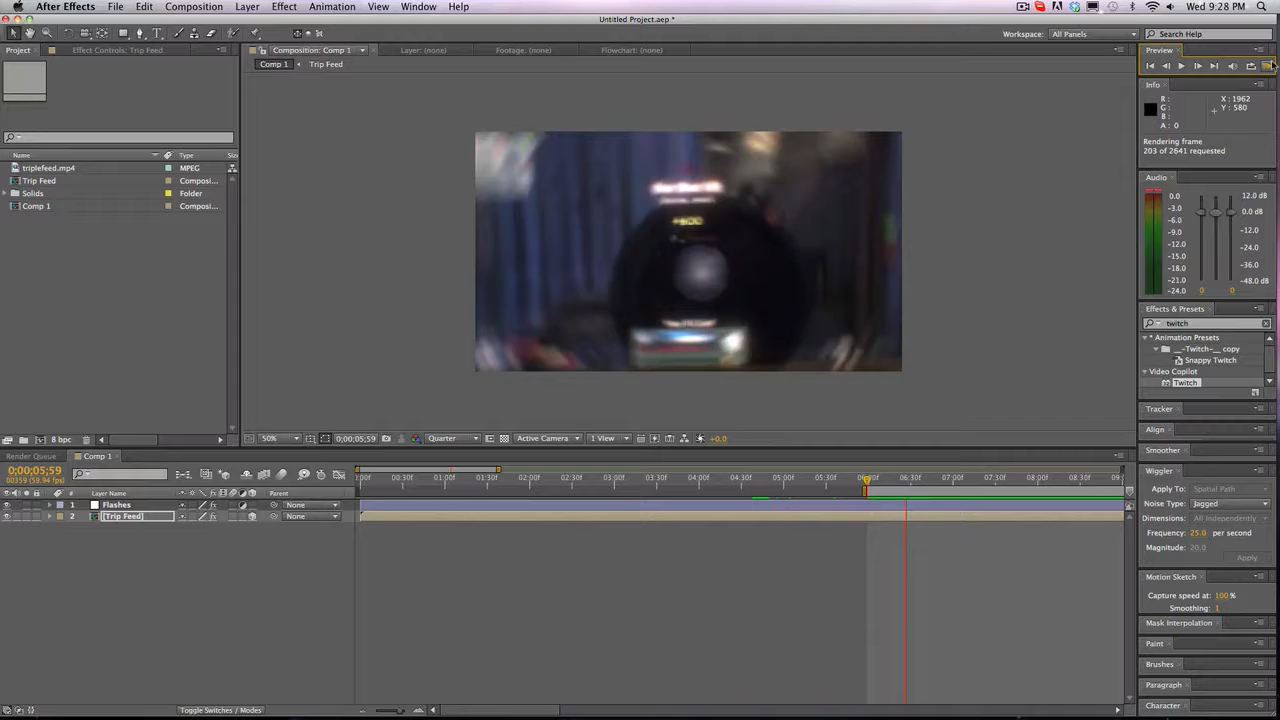 After Effects File Edit Composition Layer Effect Animation View Window Help Wed 9:28 PM
Untitled Project.aep *
Workspace: All Panels Search Help
Project Effect Controls: Trip Feed Composition: Comp 1 Layer: (none) Footage: (none) Flowchart: (none) Preview
Comp 1 Trip Feed
Info
R: X: 1962
G: Y: 580
B:
A: 0
Rendering frame
203 of 2641 requested
Name Type Size
triplefeed.mp4 MPEG
Trip Feed Composi...
Solids Folder
Comp 1 Composi...
Audio
0.0 12.0 dB
-3.0 0.0 dB
-6.0
-9.0 -12.0
-12.0
-15.0 -24.0
-18.0 -36.0
-21.0
-24.0 -48.0 dB
0 0
+600
Effects & Presets
twitch
* Animation Presets
__-Twitch-__ copy
Snappy Twitch
Video Copilot
Twitch
Tracker
Align
Smoother
Wiggler
Apply To: Spatial Path
Noise Type: Jagged
Dimensions: All Independently
Frequency: 25.0 per second
Magnitude: 20.0
Apply
Motion Sketch
Capture speed at: 100 %
Smoothing: 1
Mask Interpolation
Paint
Brushes
Paragraph
Character
8 bpc
50% 0;00;05;59 Quarter Active Camera 1 View +0.0
Render Queue Comp 1
0;00;05;59
00359 (59.94 fps)
:00f 00:30f 01:00f 01:30f 02:00f 02:30f 03:00f 03:30f 04:00f 04:30f 05:00f 05:30f 06:00f 06:30f 07:00f 07:30f 08:00f 08:30f 09:0
# Layer Name Parent
1 Flashes None
2 [Trip Feed] None
Toggle Switches / Modes